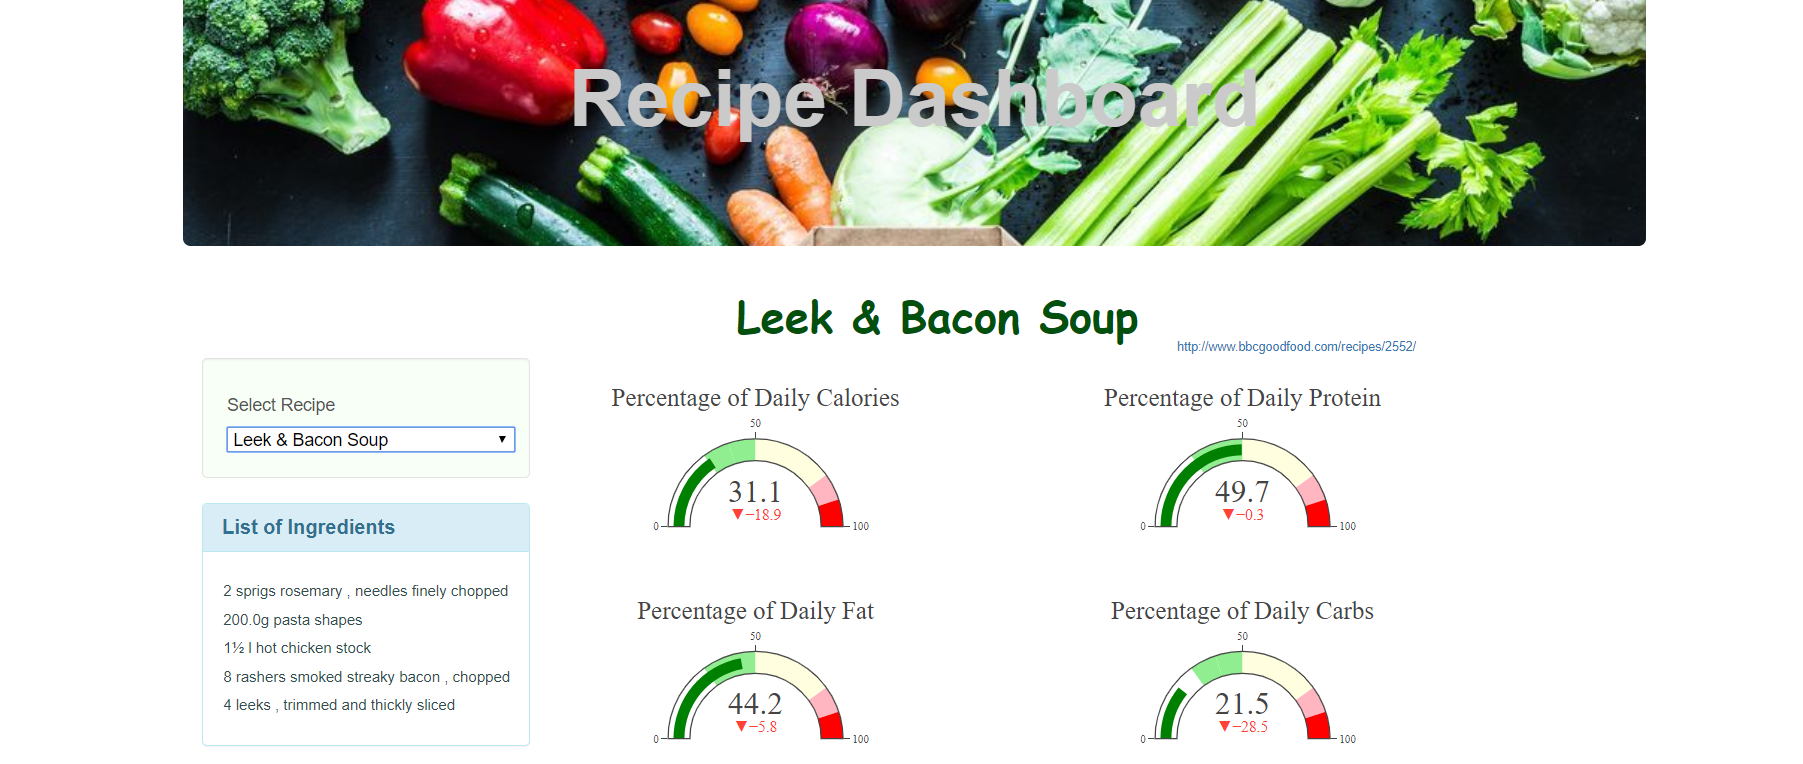 Recipe Dashboard
Leek & Bacon Soup
http://www.bbcgoodfood.com/recipes/2552/
Select Recipe
Leek & Bacon Soup
List of Ingredients
2 sprigs rosemary , needles finely chopped
200.0g pasta shapes
1½ l hot chicken stock
8 rashers smoked streaky bacon , chopped
4 leeks , trimmed and thickly sliced
Percentage of Daily Calories
50
31.1
▼−18.9
0 100
Percentage of Daily Protein
50
49.7
▼−0.3
0 100
Percentage of Daily Fat
50
44.2
▼−5.8
0 100
Percentage of Daily Carbs
50
21.5
▼−28.5
0 100